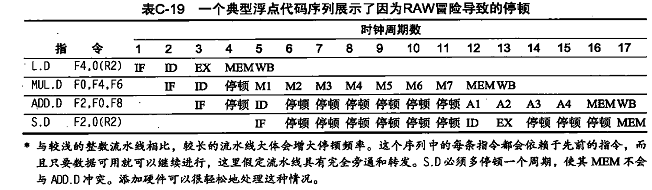 表C-19 一个典型浮点代码序列展示了因为RAW冒险导致的停顿
时钟周期数
指 令 1 2 3 4 5 6 7 8 9 10 11 12 13 14 15 16 17
L.D F4,0(R2) IF ID EX MEM WB
MUL.D F0,F4,F6 IF ID 停顿 M1 M2 M3 M4 M5 M6 M7 MEM WB
ADD.D F2,F0,F8 IF 停顿 ID 停顿 停顿 停顿 停顿 停顿 停顿 A1 A2 A3 A4 MEM WB
S.D F2,0(R2) IF 停顿 停顿 停顿 停顿 停顿 停顿 ID EX 停顿 停顿 停顿 MEM
* 与较浅的整数流水线相比，较长的流水线大体会增大停顿频率。这个序列中的每条指令都会依赖于先前的指令，而
且只要数据可用就可以继续进行，这里假定流水线具有完全旁通和转发。S.D必须多停顿一个周期，使其MEM不会
与ADD.D冲突。添加硬件可以很轻松地处理这种情况。